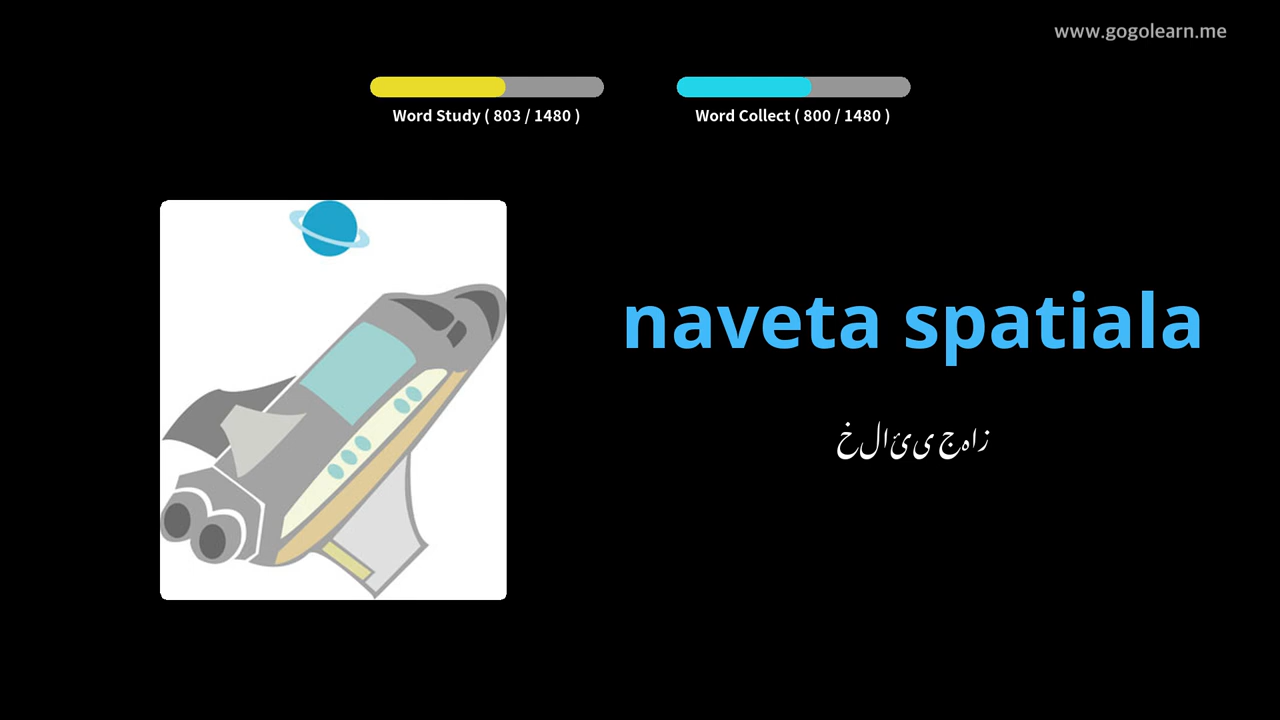 www.gogolearn.me
Word Study ( 803 / 1480 )
Word Collect ( 800 / 1480 )
naveta spatiala
خلائی جہاز